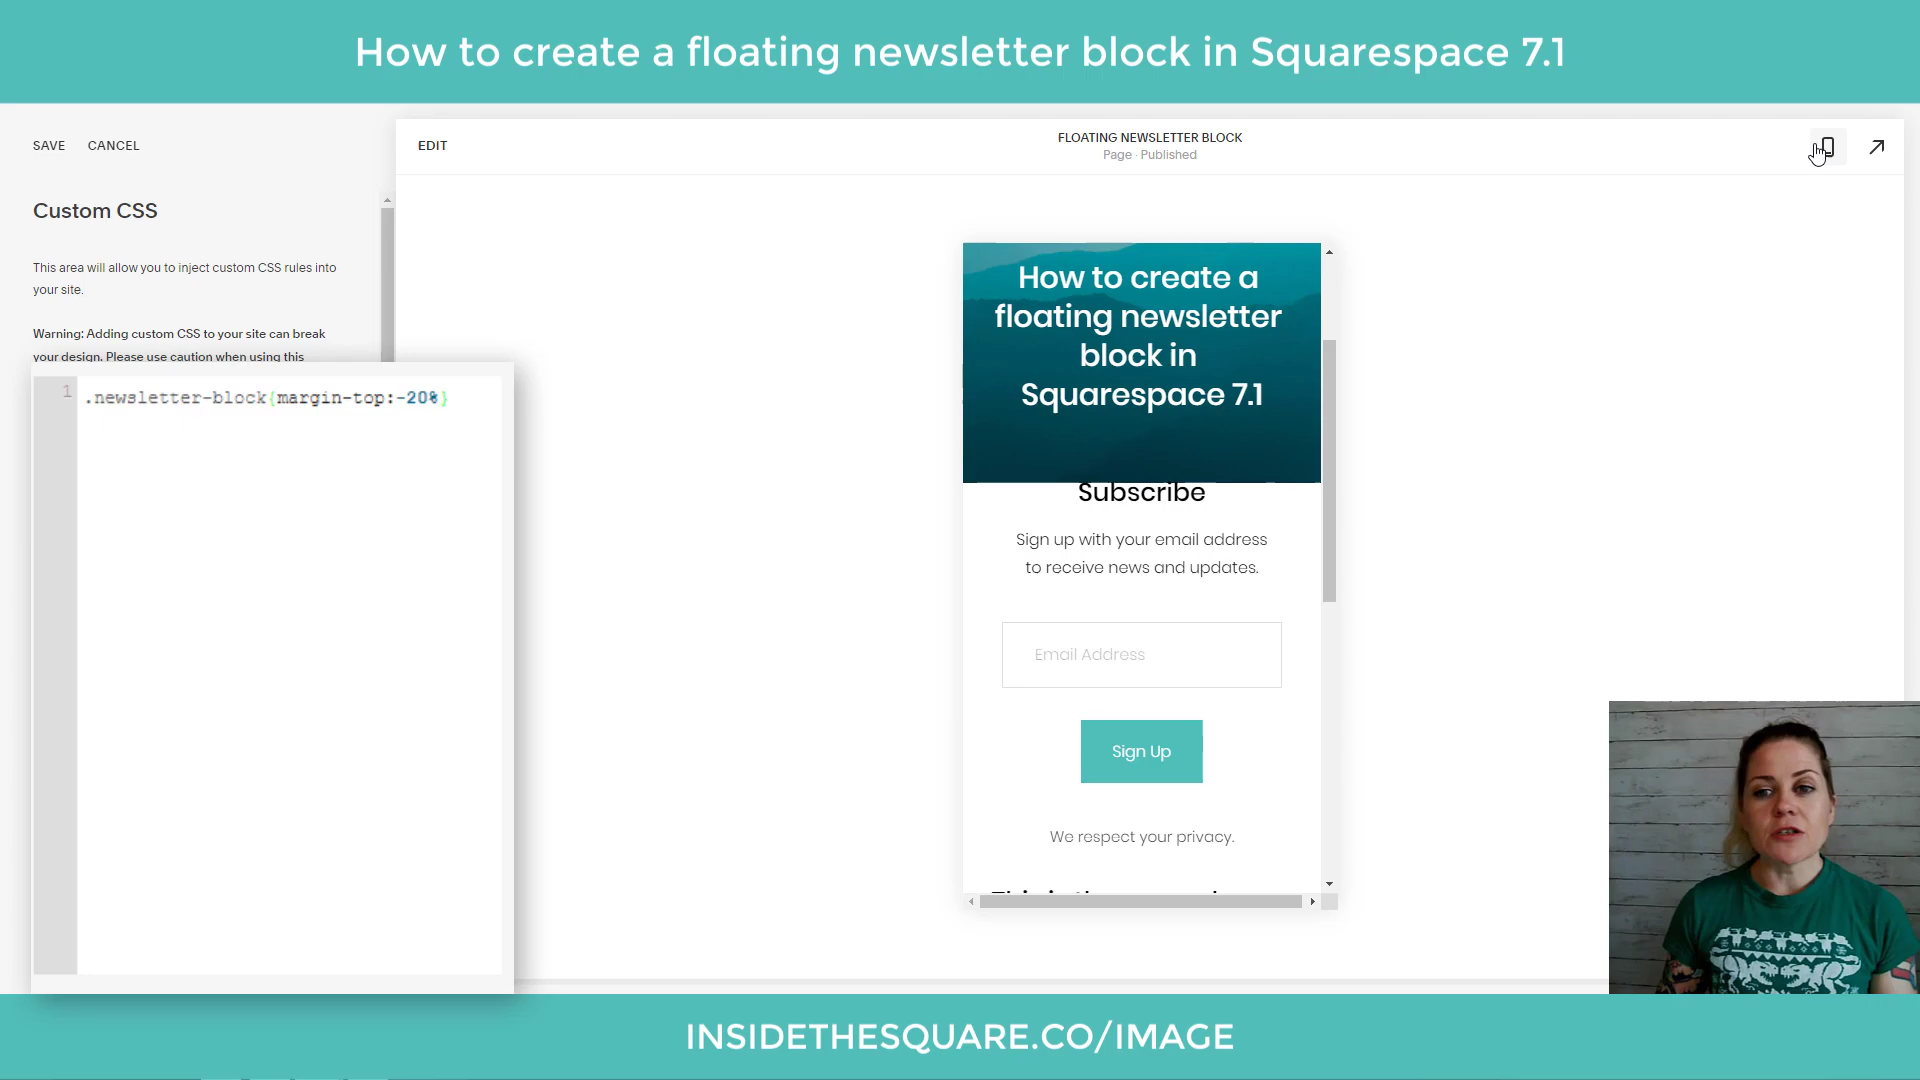 How to create a floating newsletter block in Squarespace 7.1
SAVE CANCEL
EDIT
FLOATING NEWSLETTER BLOCK
Page · Published
Custom CSS
This area will allow you to inject custom CSS rules into
your site.
Warning: Adding custom CSS to your site can break
your design. Please use caution when using this
1 .newsletter-block{margin-top:-20%}
How to create a
floating newsletter
block in
Squarespace 7.1
Subscribe
Sign up with your email address
to receive news and updates.
Email Address
Sign Up
We respect your privacy.
INSIDETHESQUARE.CO/IMAGE